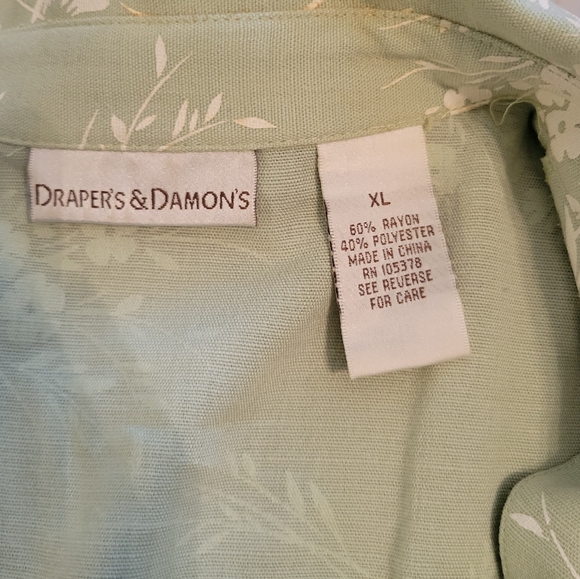 DRAPER'S & DAMON'S
XL
60% RAYON
40% POLYESTER
MADE IN CHINA
RN 105378
SEE REVERSE
FOR CARE